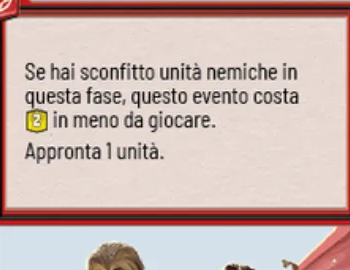 Se hai sconfitto unità nemiche in
questa fase, questo evento costa
2 in meno da giocare.
Appronta 1 unità.